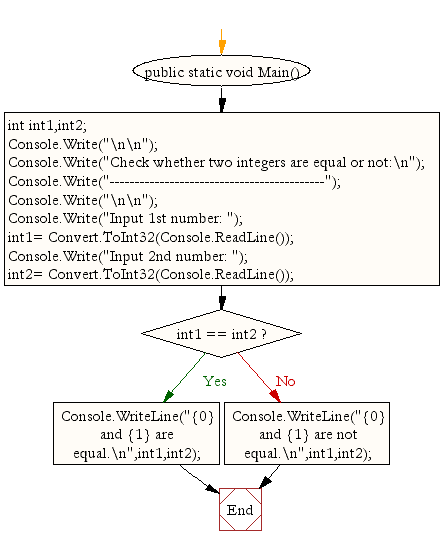 public static void Main()
int int1,int2;
Console.Write("\n\n");
Console.Write("Check whether two integers are equal or not:\n");
Console.Write("-------------------------------------------");
Console.Write("\n\n");
Console.Write("Input 1st number: ");
int1= Convert.ToInt32(Console.ReadLine());
Console.Write("Input 2nd number: ");
int2= Convert.ToInt32(Console.ReadLine());
int1 == int2 ?
Yes
No
Console.WriteLine("{0}
and {1} are
equal.\n",int1,int2);
Console.WriteLine("{0}
and {1} are not
equal.\n",int1,int2);
End